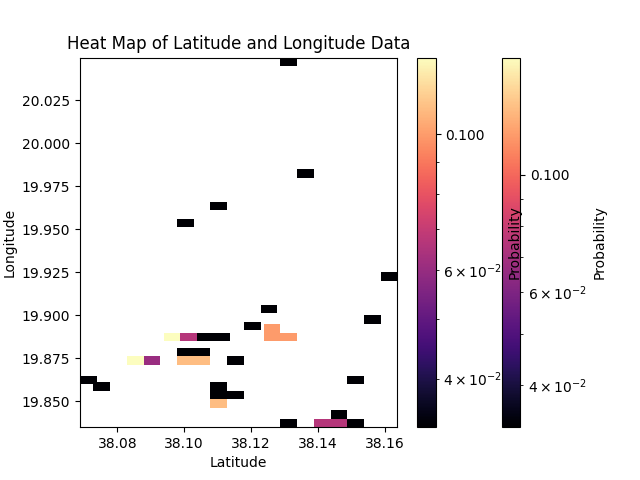 Heat Map of Latitude and Longitude Data
20.025
20.000
19.975
19.950
19.925
19.900
19.875
19.850
Longitude
38.08 38.10 38.12 38.14 38.16
Latitude
0.100
6 × 10⁻²
4 × 10⁻²
Probability
0.100
6 × 10⁻²
4 × 10⁻²
Probability